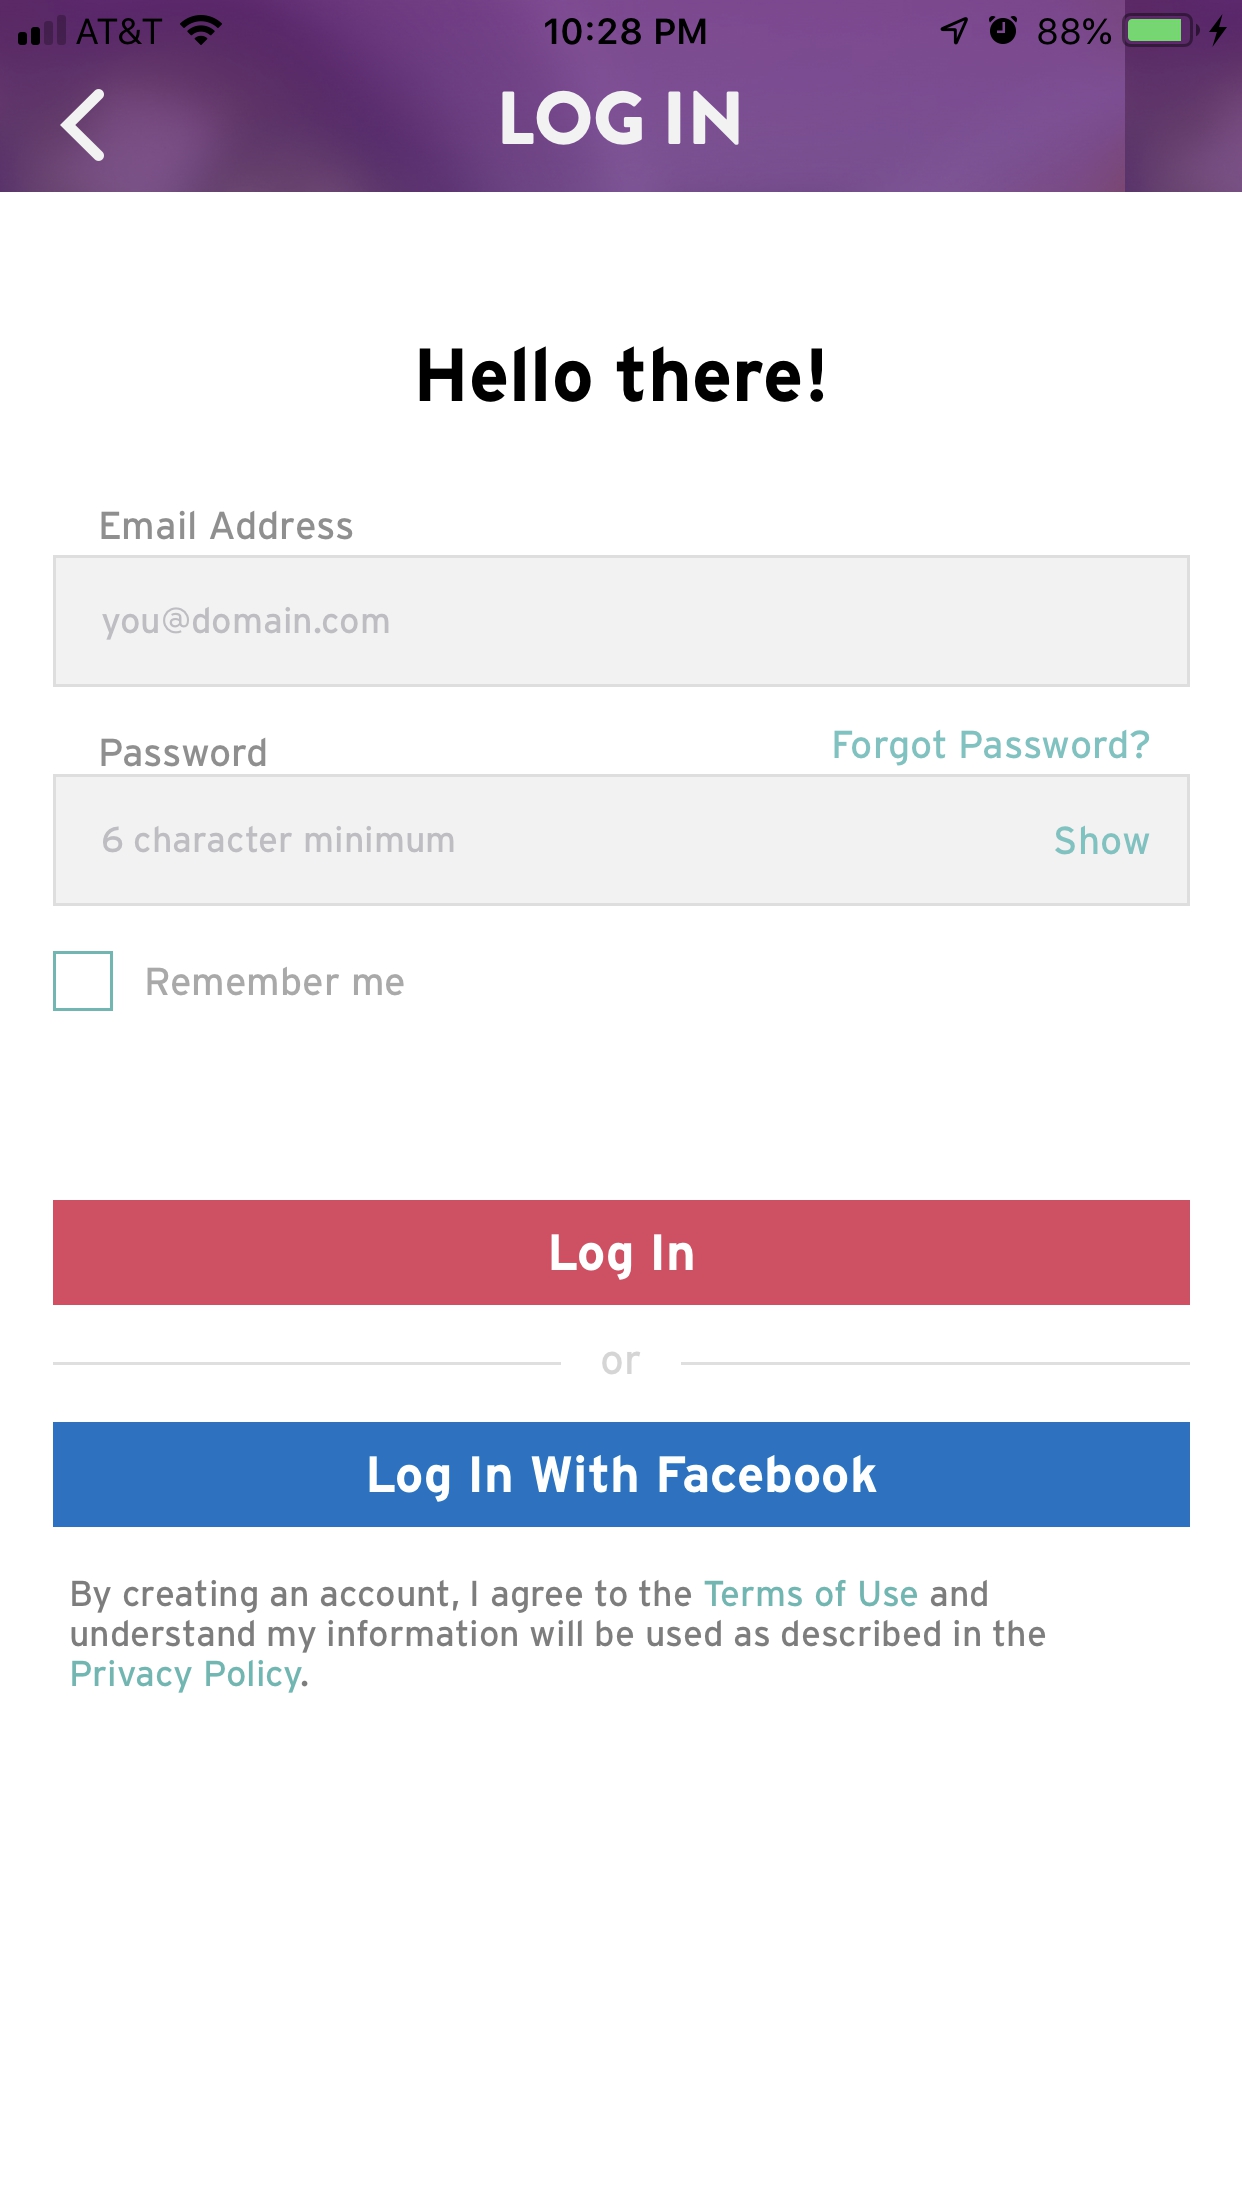 AT&T 10:28 PM 88%
LOG IN
Hello there!
Email Address
you@domain.com
Password Forgot Password?
6 character minimum Show
Remember me
Log In
or
Log In With Facebook
By creating an account, I agree to the Terms of Use and
understand my information will be used as described in the
Privacy Policy.